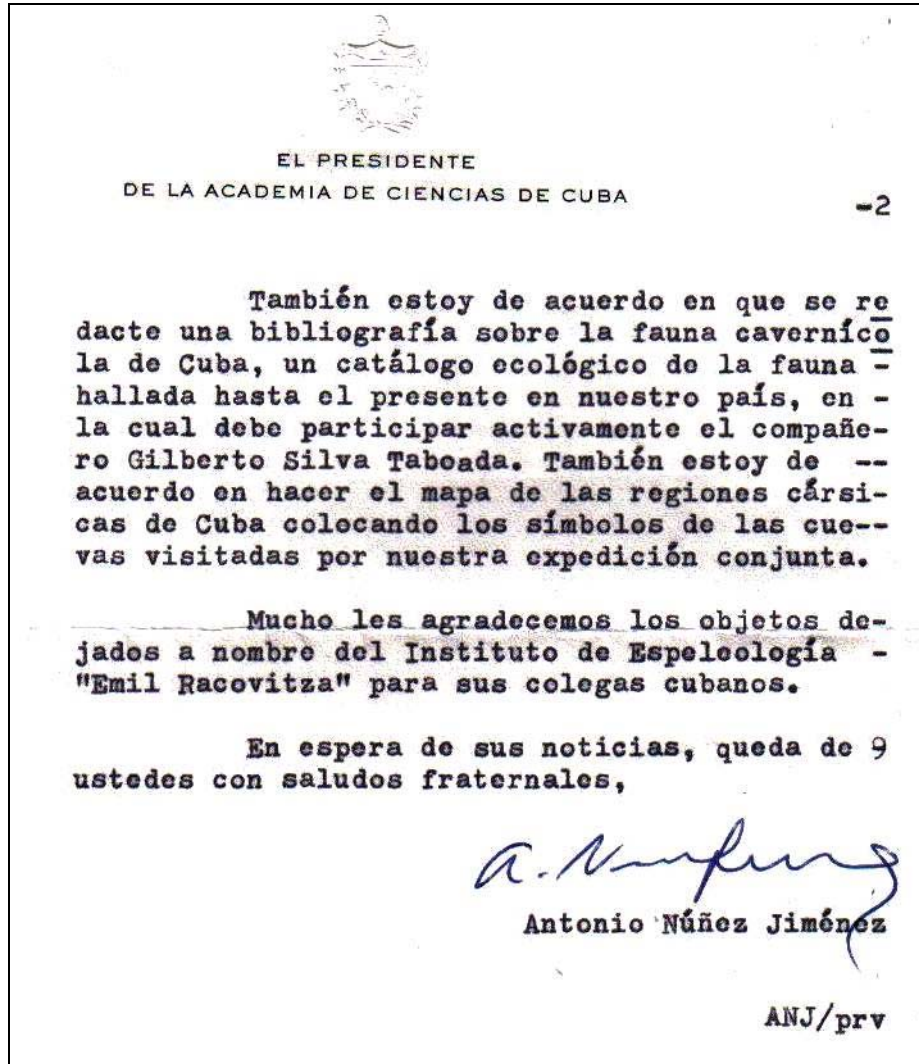 EL PRESIDENTE
DE LA ACADEMIA DE CIENCIAS DE CUBA
-2
También estoy de acuerdo en que se re
dacte una bibliografía sobre la fauna caverníco
la de Cuba, un catálogo ecológico de la fauna -
hallada hasta el presente en nuestro país, en -
la cual debe participar activamente el compañe-
ro Gilberto Silva Taboada. También estoy de --
acuerdo en hacer el mapa de las regiones cársi-
cas de Cuba colocando los símbolos de las cue--
vas visitadas por nuestra expedición conjunta.
Mucho les agradecemos los objetos de-
jados a nombre del Instituto de Espeleología -
"Emil Racovitza" para sus colegas cubanos.
En espera de sus noticias, queda de 9
ustedes con saludos fraternales,
Antonio Núñez Jiménez
ANJ/prv